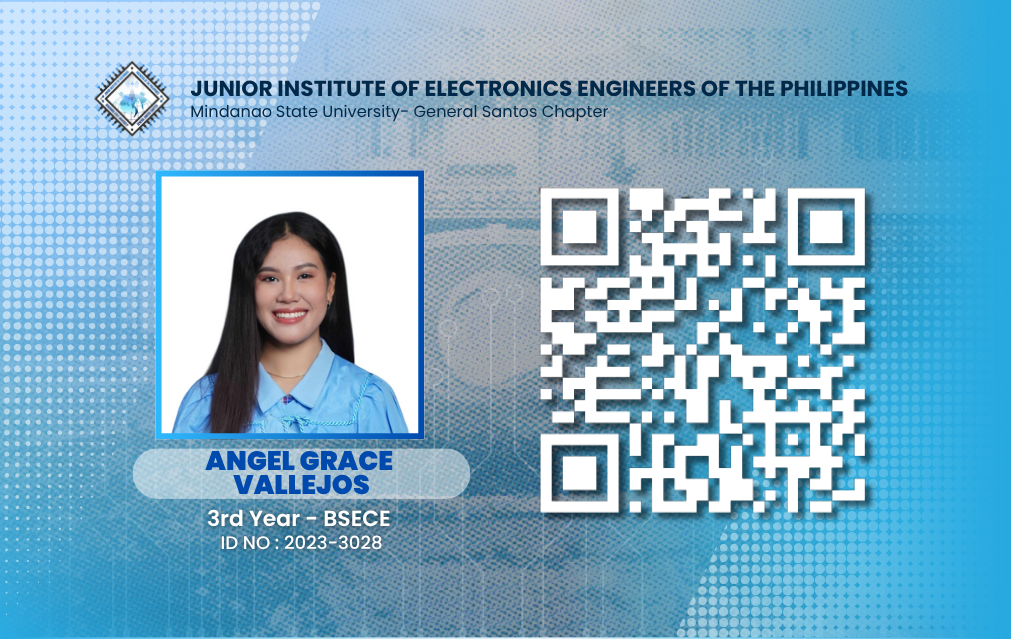 JUNIOR INSTITUTE OF ELECTRONICS ENGINEERS OF THE PHILIPPINES
Mindanao State University- General Santos Chapter
ANGEL GRACE
VALLEJOS
3rd Year - BSECE
ID NO : 2023-3028